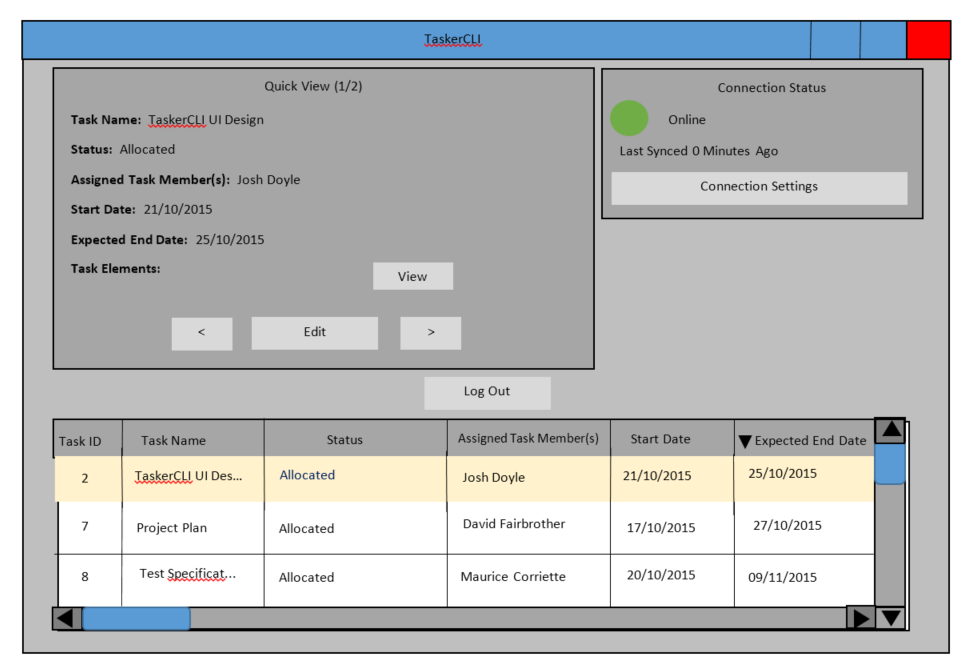 TaskerCLI
Quick View (1/2)
Task Name: TaskerCLI UI Design
Status: Allocated
Assigned Task Member(s): Josh Doyle
Start Date: 21/10/2015
Expected End Date: 25/10/2015
Task Elements:
View
< Edit >
Connection Status
Online
Last Synced 0 Minutes Ago
Connection Settings
Log Out
Task ID Task Name Status Assigned Task Member(s) Start Date Expected End Date
2 TaskerCLI UI Des... Allocated Josh Doyle 21/10/2015 25/10/2015
7 Project Plan Allocated David Fairbrother 17/10/2015 27/10/2015
8 Test Specificat... Allocated Maurice Corriette 20/10/2015 09/11/2015